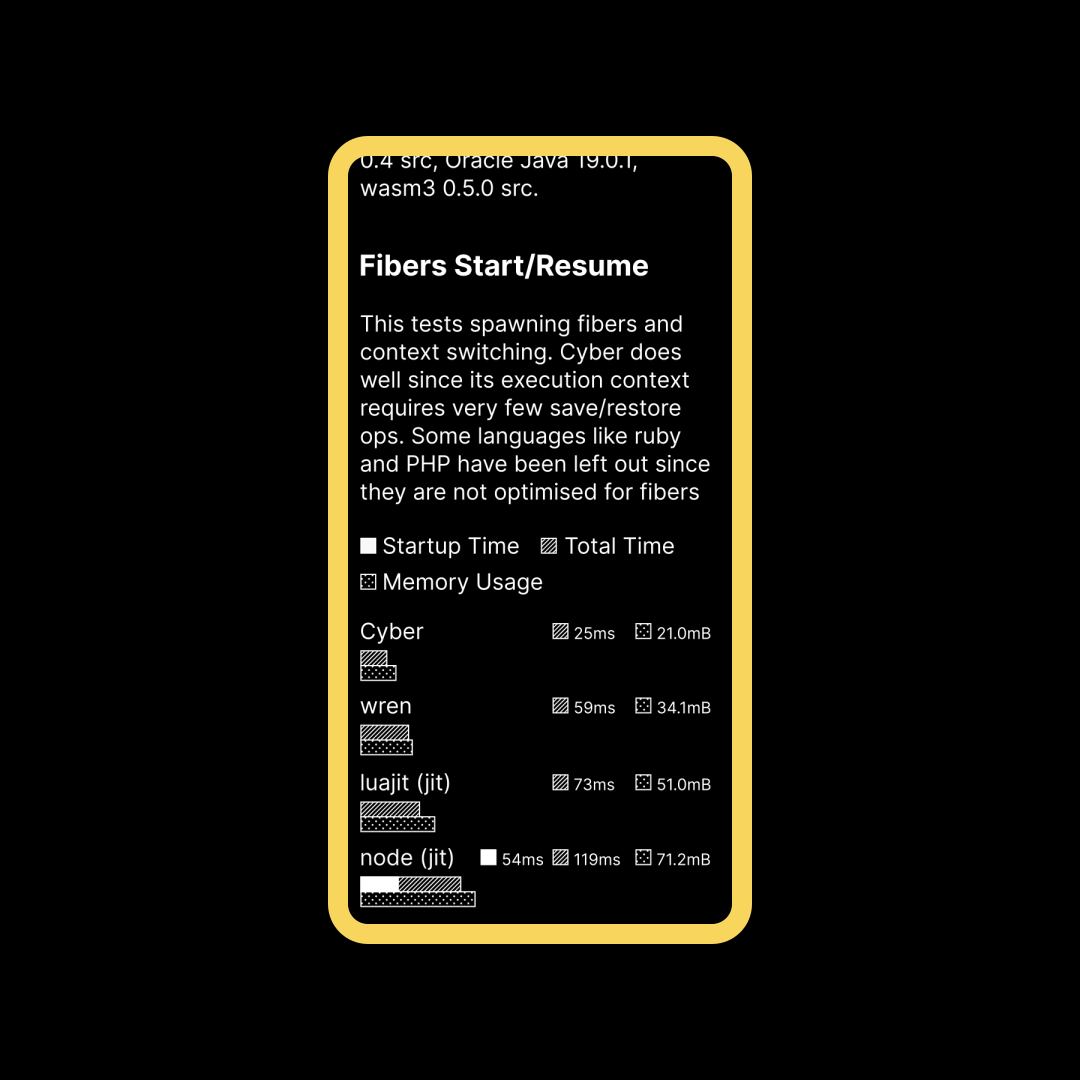 0.4 src, Oracle Java 19.0.1,
wasm3 0.5.0 src.
Fibers Start/Resume
This tests spawning fibers and
context switching. Cyber does
well since its execution context
requires very few save/restore
ops. Some languages like ruby
and PHP have been left out since
they are not optimised for fibers
Startup Time Total Time
Memory Usage
Cyber 25ms 21.0mB
wren 59ms 34.1mB
luajit (jit) 73ms 51.0mB
node (jit) 54ms 119ms 71.2mB